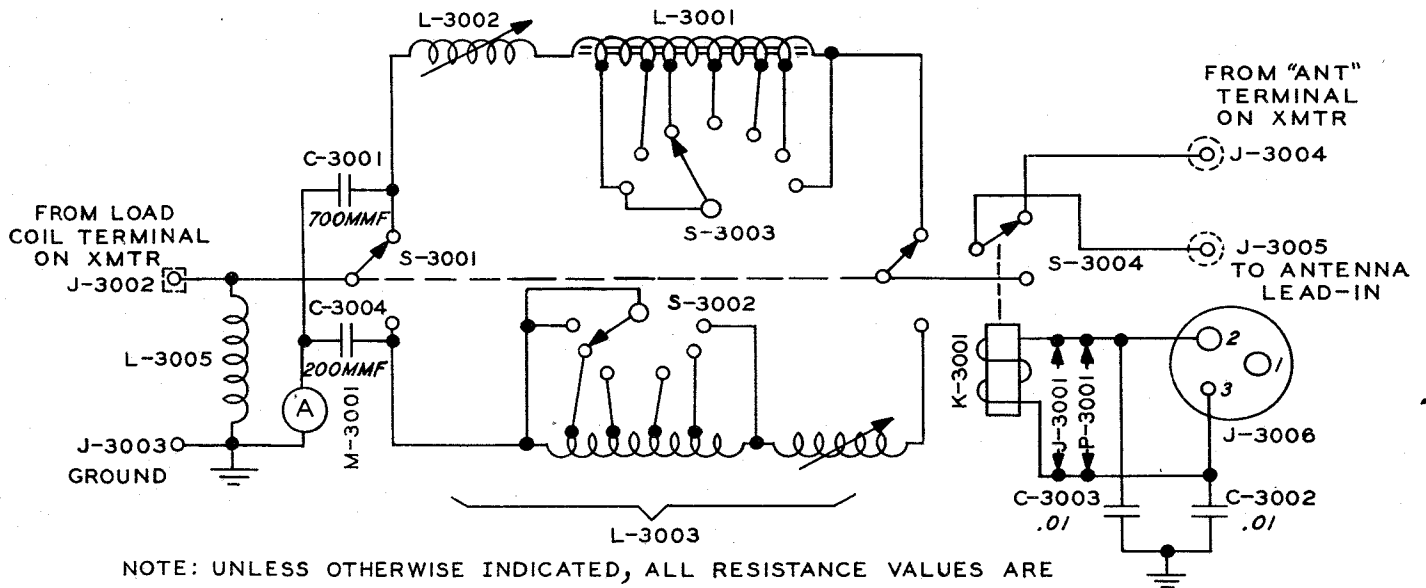 L-3002
L-3001
FROM "ANT"
TERMINAL
ON XMTR
J-3004
C-3001
700MMF
FROM LOAD
COIL TERMINAL
ON XMTR
J-3002
S-3001
S-3003
S-3004
J-3005
TO ANTENNA
LEAD-IN
C-3004
200MMF
S-3002
L-3005
A
M-3001
K-3001
J-3001
P-3001
2
1
3
J-3006
J-3003
GROUND
C-3003
.01
C-3002
.01
L-3003
NOTE: UNLESS OTHERWISE INDICATED, ALL RESISTANCE VALUES ARE